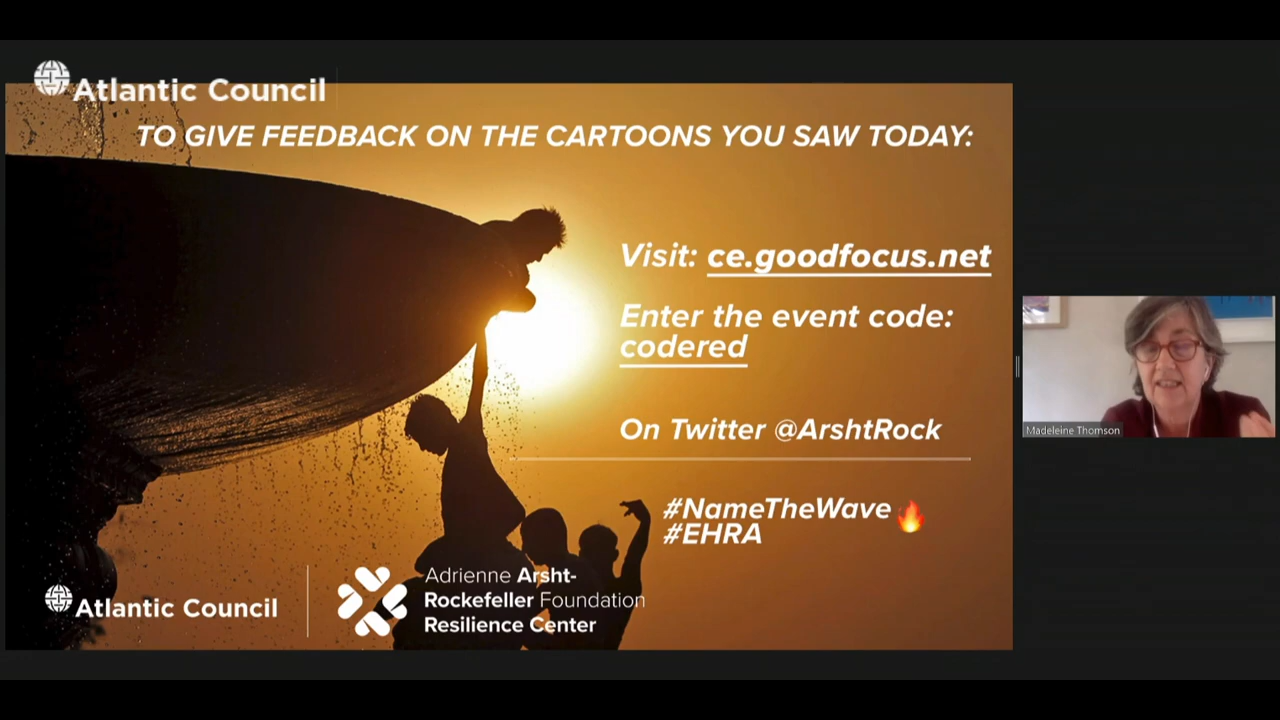 Atlantic Council
TO GIVE FEEDBACK ON THE CARTOONS YOU SAW TODAY:
Visit: ce.goodfocus.net
Enter the event code:
codered
On Twitter @ArshtRock
#NameTheWave🔥
#EHRA
Atlantic Council
Adrienne Arsht-
Rockefeller Foundation
Resilience Center
Madeleine Thomson